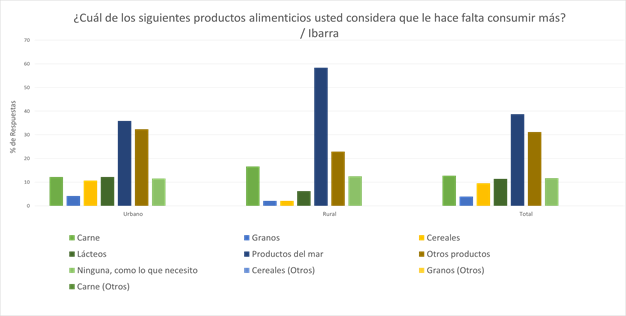 ¿Cuál de los siguientes productos alimenticios usted considera que le hace falta consumir más?
/ Ibarra
70
60
50
40
30
20
10
0
% de Respuestas
Urbano Rural Total
Carne Granos Cereales
Lácteos Productos del mar Otros productos
Ninguna, como lo que necesito Cereales (Otros) Granos (Otros)
Carne (Otros)